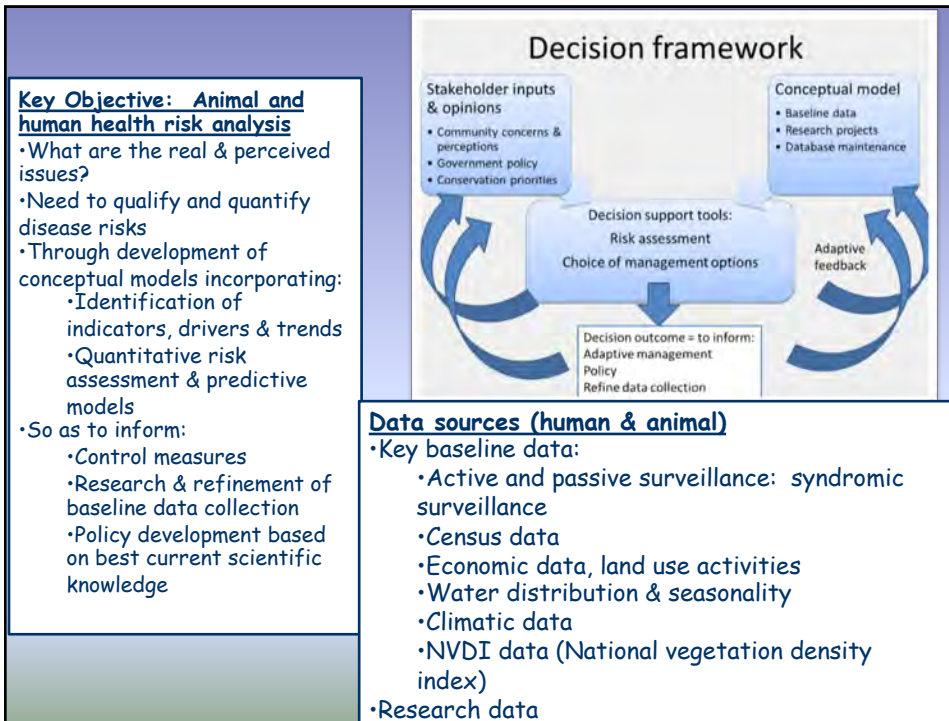 Decision framework
Key Objective:  Animal and
human health risk analysis
•What are the real & perceived
issues?
•Need to qualify and quantify
disease risks
•Through development of
conceptual models incorporating:
•Identification of
indicators, drivers & trends
•Quantitative risk
assessment & predictive
models
•So as to inform:
•Control measures
•Research & refinement of
baseline data collection
•Policy development based
on best current scientific
knowledge
Stakeholder inputs
& opinions
• Community concerns &
perceptions
• Government policy
• Conservation priorities
Conceptual model
• Baseline data
• Research projects
• Database maintenance
Decision support tools:
Risk assessment
Choice of management options
Adaptive
feedback
Decision outcome = to inform:
Adaptive management
Policy
Refine data collection
Data sources (human & animal)
•Key baseline data:
•Active and passive surveillance:  syndromic
surveillance
•Census data
•Economic data, land use activities
•Water distribution & seasonality
•Climatic data
•NVDI data (National vegetation density
index)
•Research data